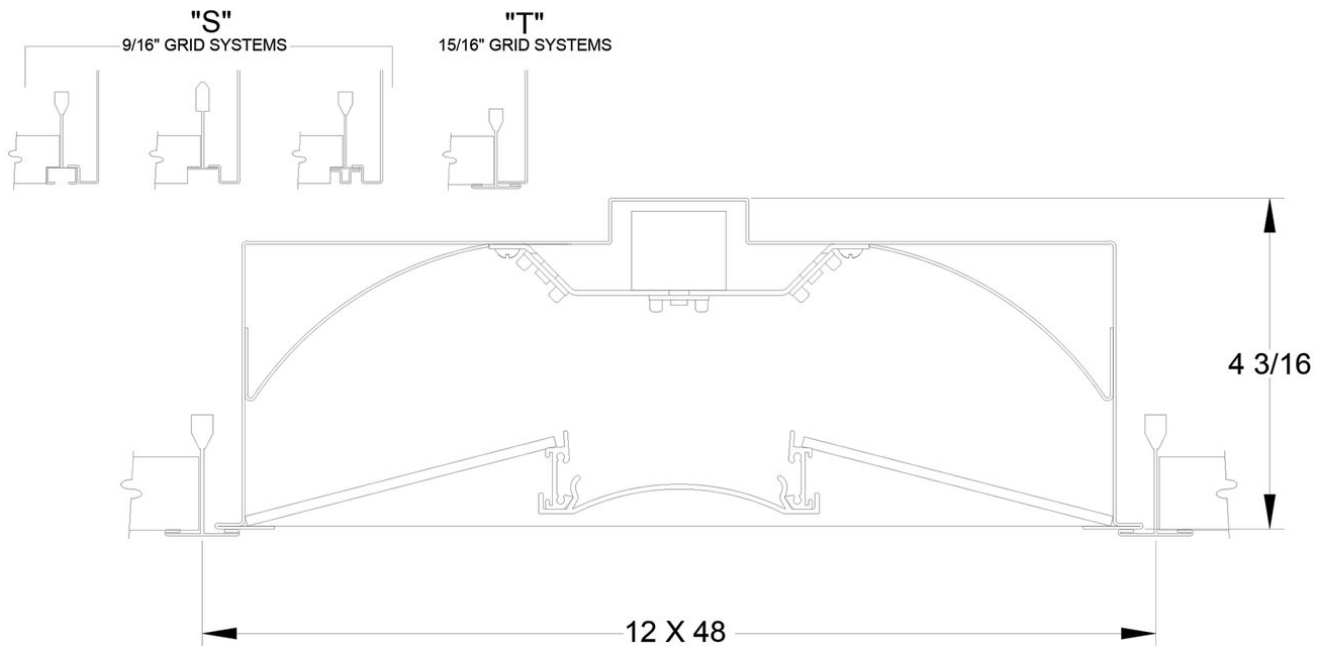 "S"
9/16" GRID SYSTEMS
"T"
15/16" GRID SYSTEMS
4 3/16
12 X 48